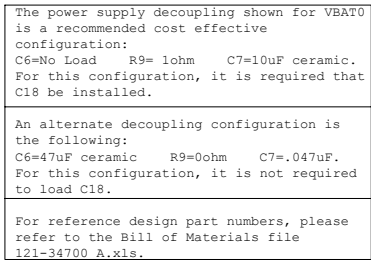 The power supply decoupling shown for VBAT0
is a recommended cost effective
configuration:
C6=No Load R9= 1ohm C7=10uF ceramic.
For this configuration, it is required that
C18 be installed.
An alternate decoupling configuration is
the following:
C6=47uF ceramic R9=0ohm C7=.047uF.
For this configuration, it is not required
to load C18.
For reference design part numbers, please
refer to the Bill of Materials file
121-34700 A.xls.